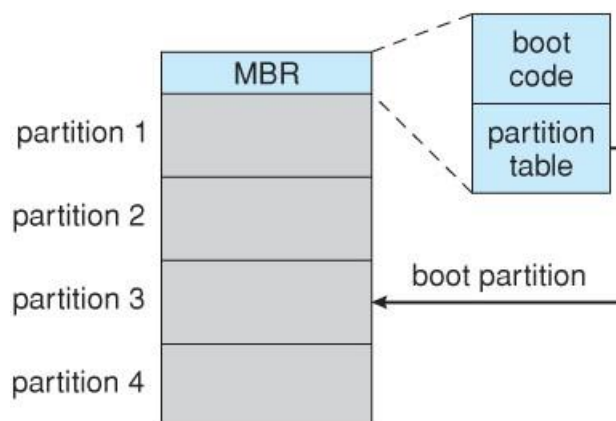 MBR
boot
code
partition
table
partition 1
partition 2
boot partition
partition 3
partition 4